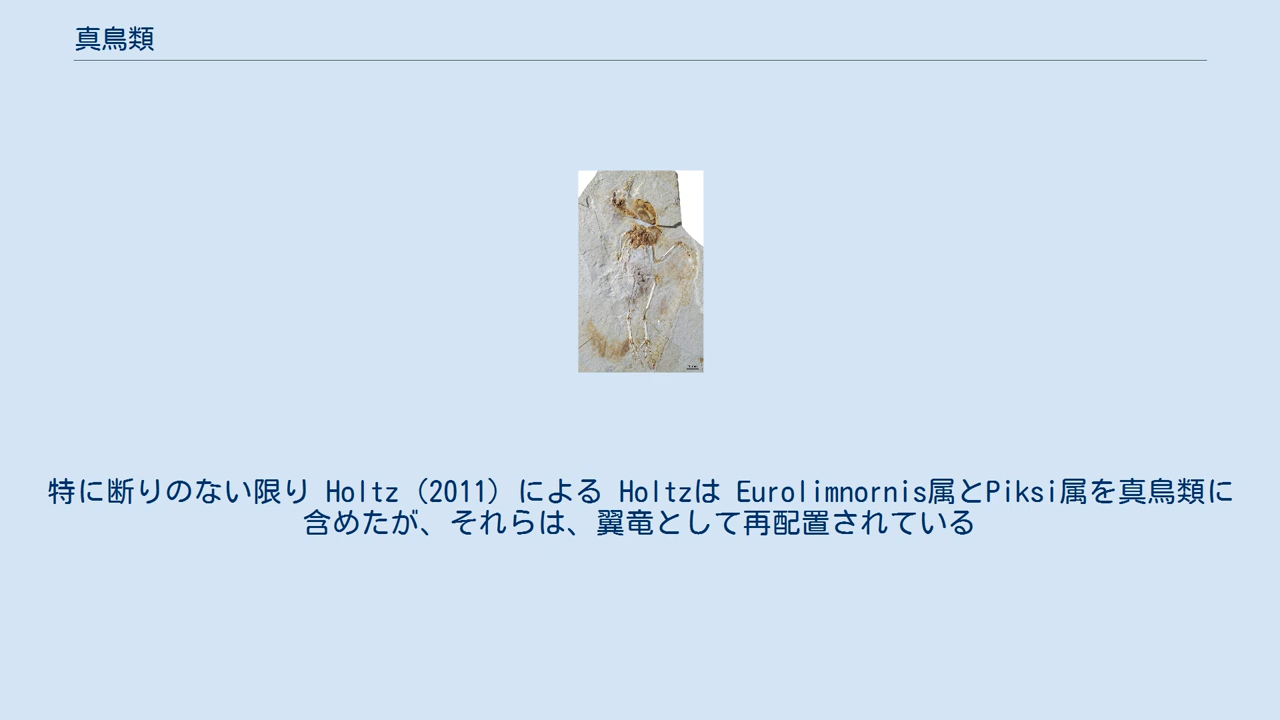 真鳥類
特に断りのない限り Holtz (2011) による Holtzは Eurolimnornis属とPiksi属を真鳥類に
含めたが、それらは、翼竜として再配置されている